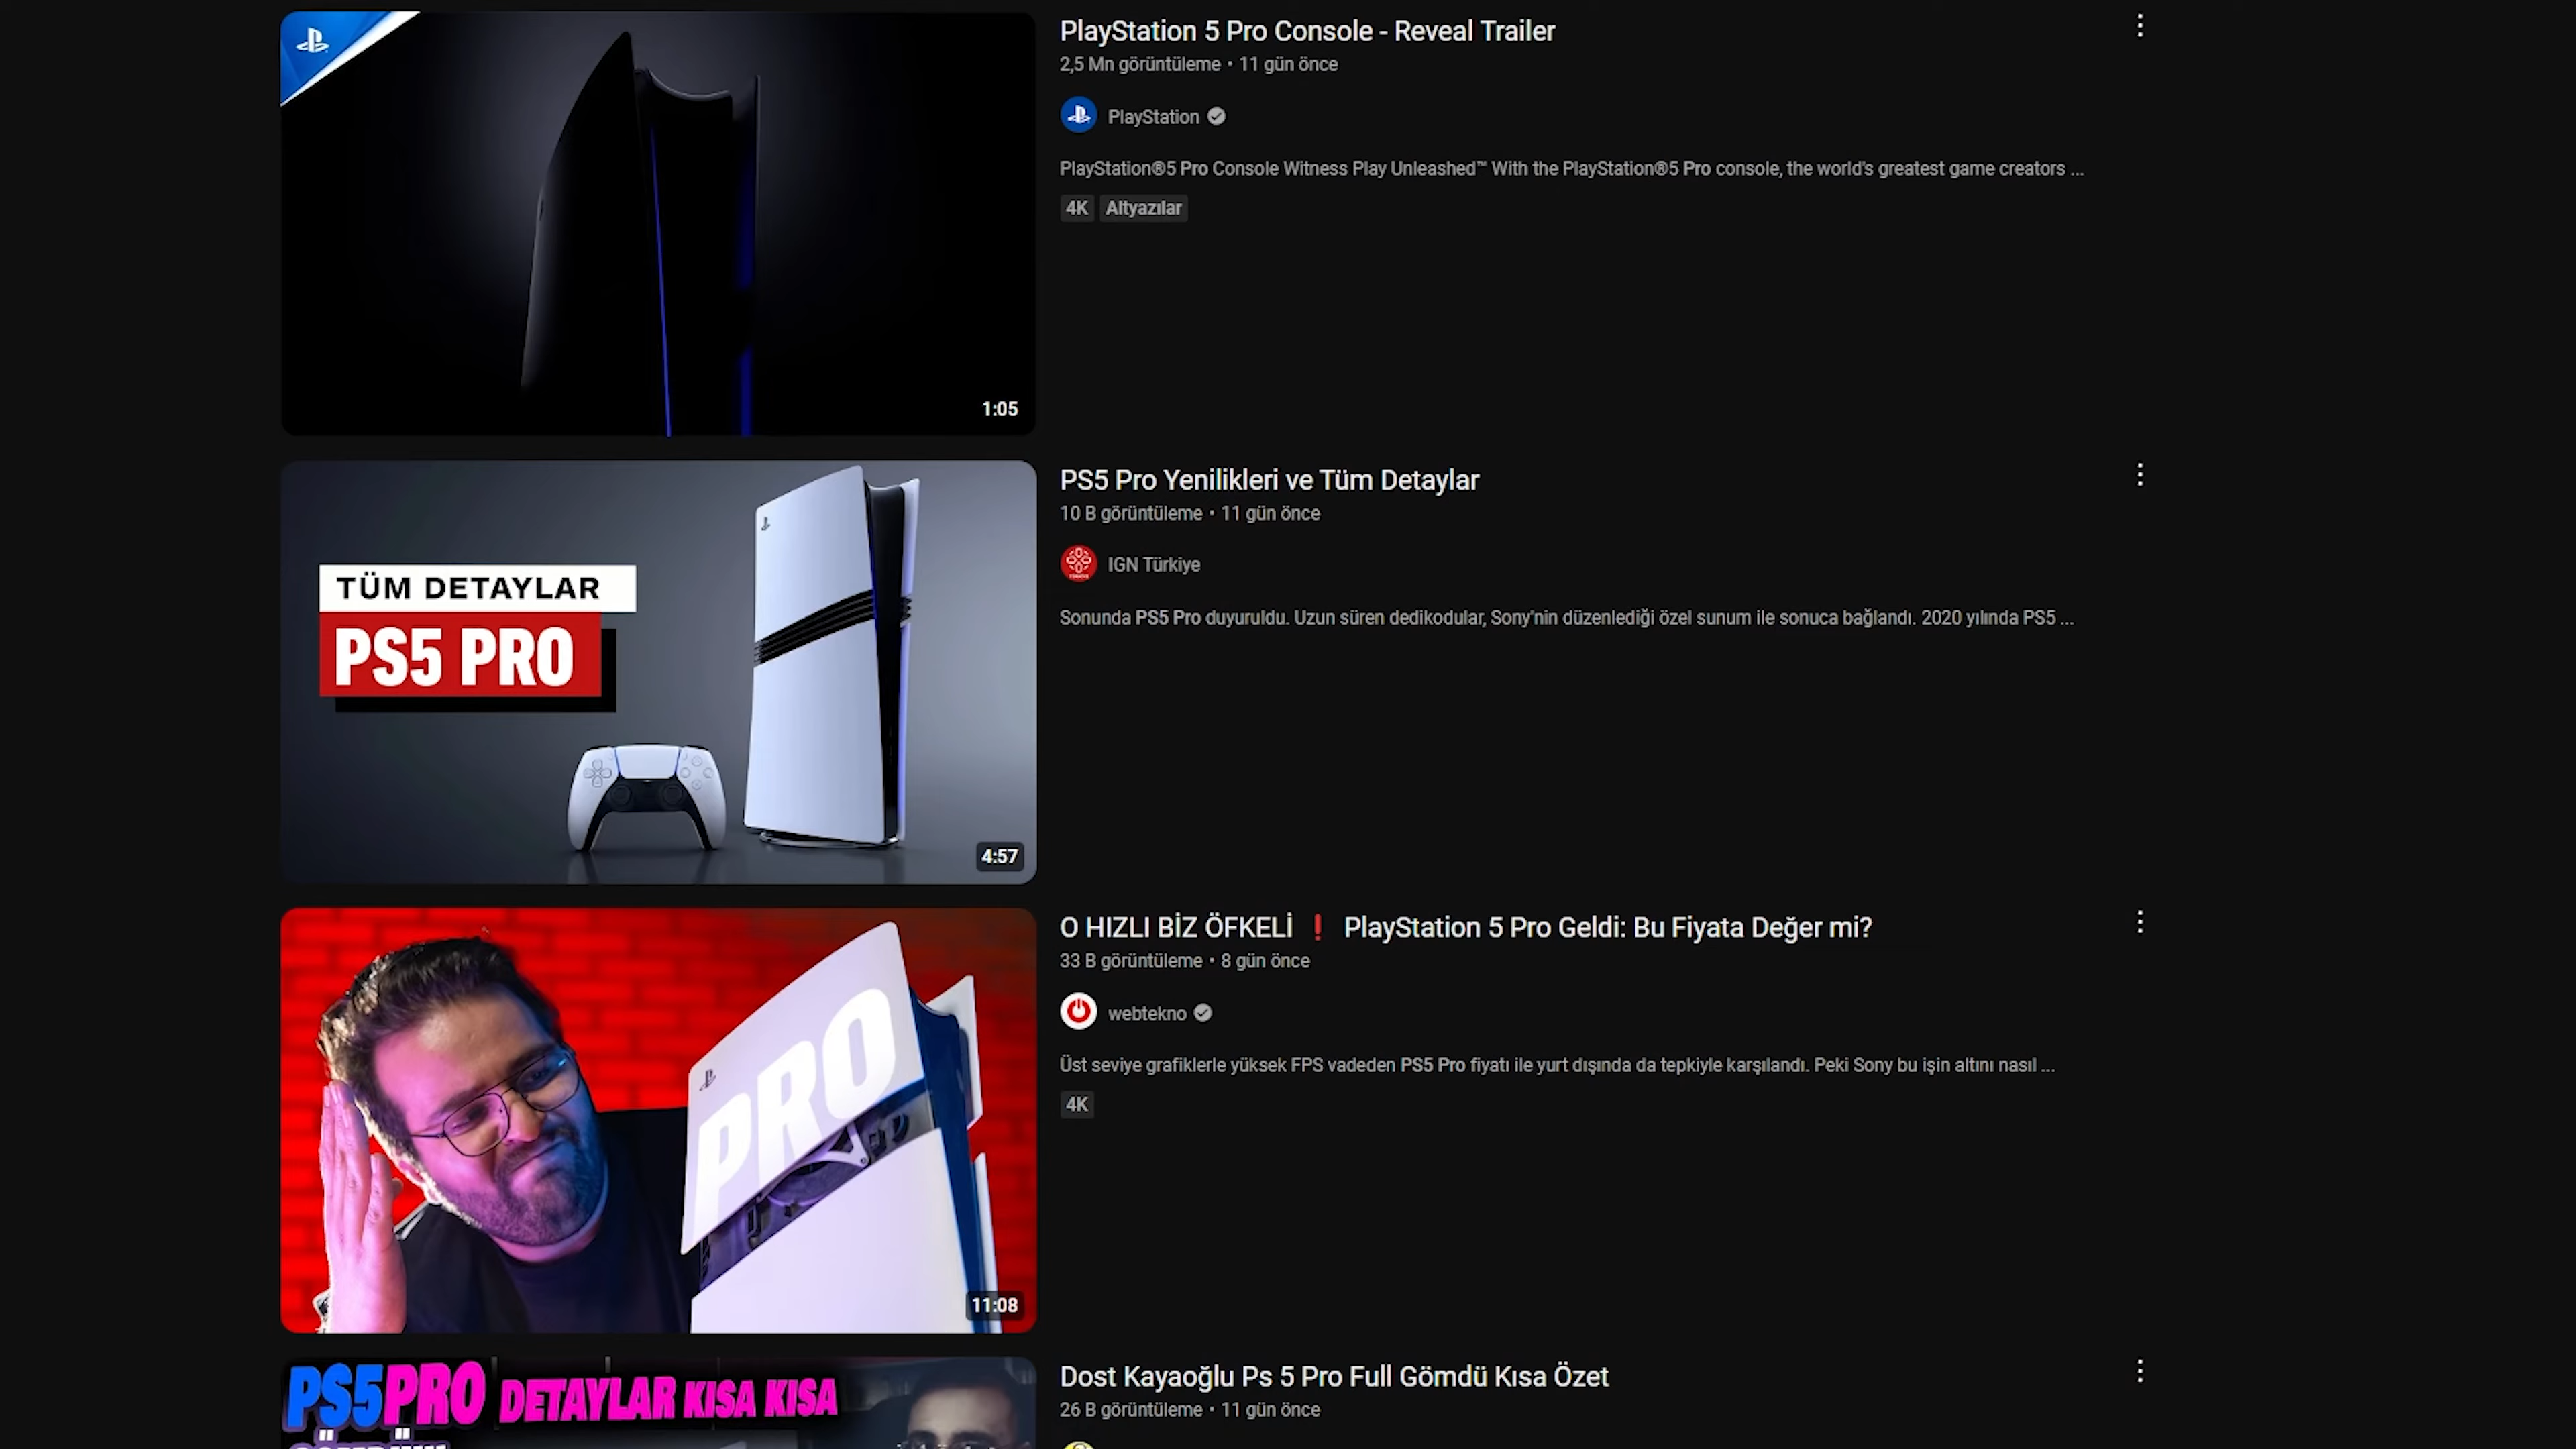 PlayStation 5 Pro Console - Reveal Trailer
2,5 Mn görüntüleme • 11 gün önce
PlayStation
PlayStation®5 Pro Console Witness Play Unleashed™ With the PlayStation®5 Pro console, the world's greatest game creators ...
4K Altyazılar
1:05
PS5 Pro Yenilikleri ve Tüm Detaylar
10 B görüntüleme • 11 gün önce
IGN Türkiye
Sonunda PS5 Pro duyuruldu. Uzun süren dedikodular, Sony'nin düzenlediği özel sunum ile sonuca bağlandı. 2020 yılında PS5 ...
TÜM DETAYLAR
PS5 PRO
4:57
O HIZLI BİZ ÖFKELİ ❗ PlayStation 5 Pro Geldi: Bu Fiyata Değer mi?
33 B görüntüleme • 8 gün önce
webtekno
Üst seviye grafiklerle yüksek FPS vadeden PS5 Pro fiyatı ile yurt dışında da tepkiyle karşılandı. Peki Sony bu işin altını nasıl ...
4K
PRO
11:08
Dost Kayaoğlu Ps 5 Pro Full Gömdü Kısa Özet
26 B görüntüleme • 11 gün önce
PS5PRO DETAYLAR KISA KISA